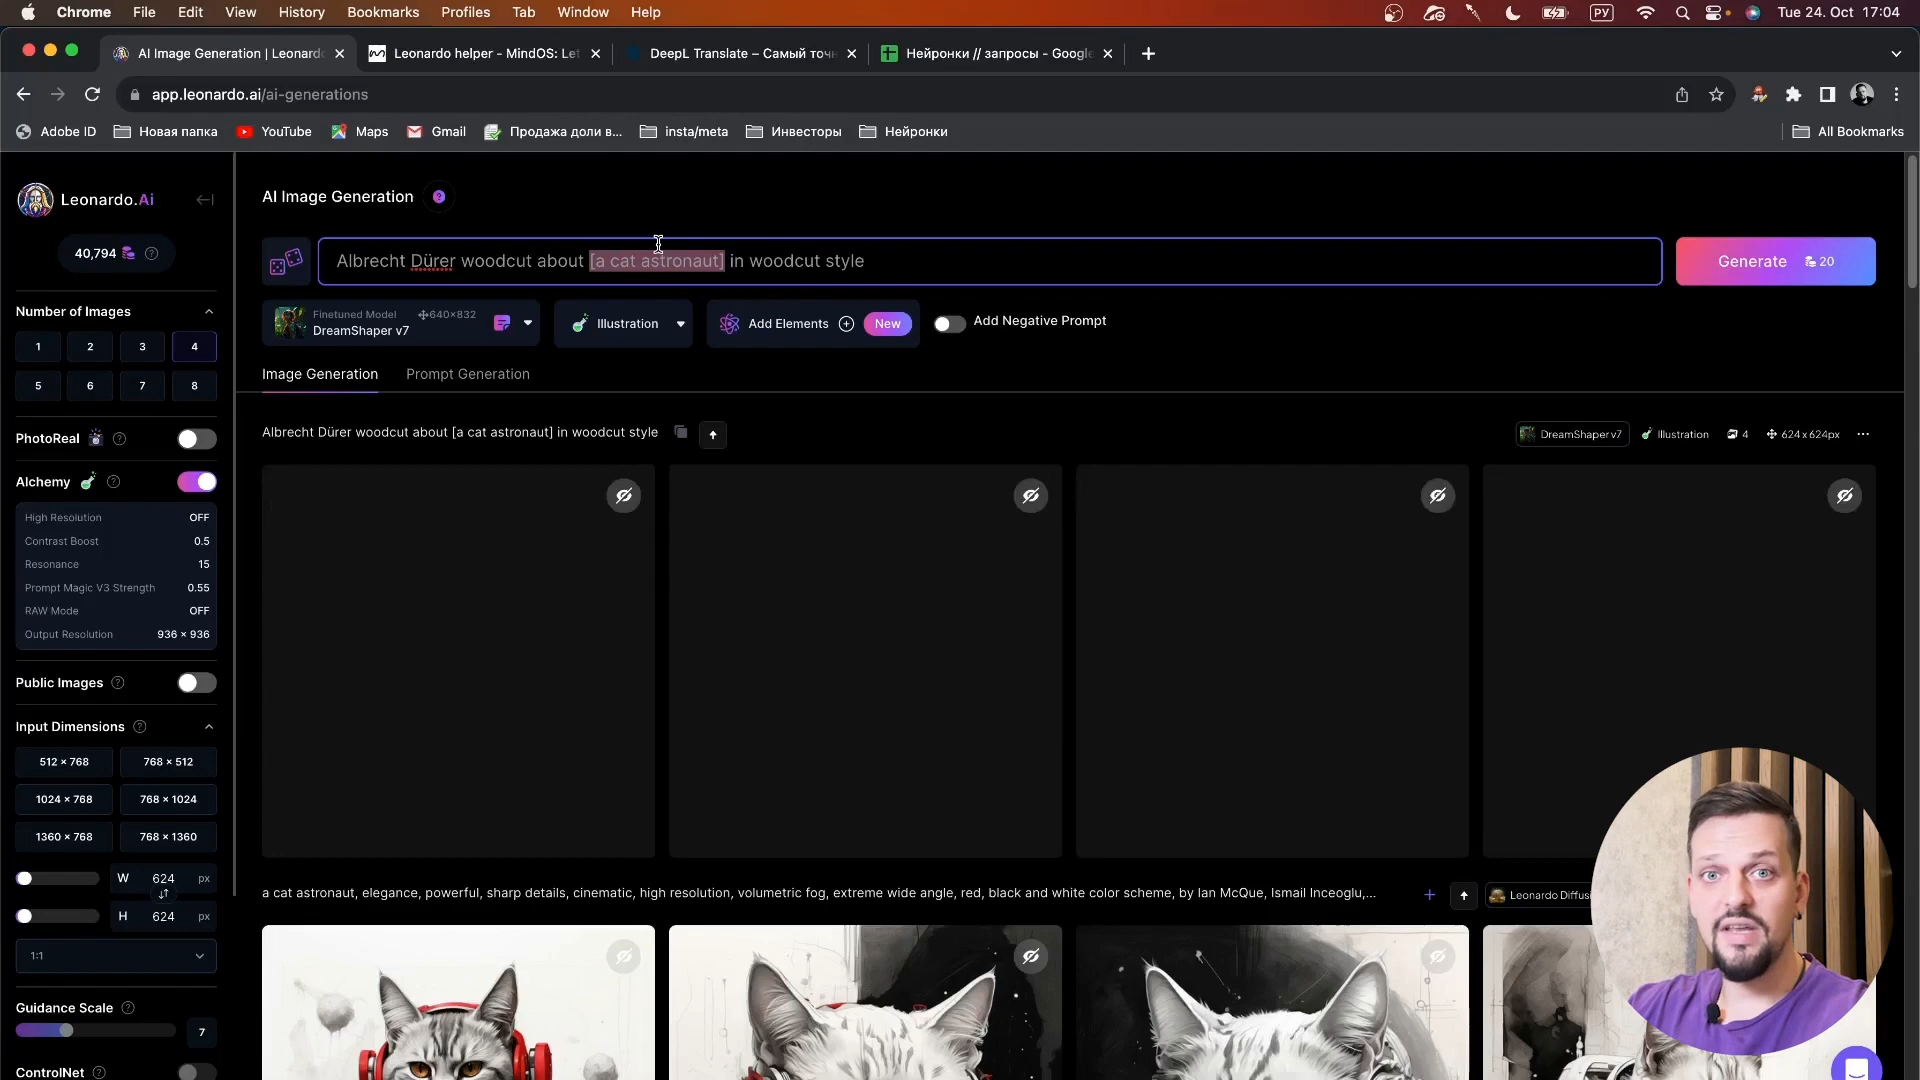 Chrome File Edit View History Bookmarks Profiles Tab Window Help РУ Tue 24. Oct 17:04
AI Image Generation | Leonardo Leonardo helper - MindOS: Let DeepL Translate – Самый точн Нейронки // запросы - Google
app.leonardo.ai/ai-generations
Adobe ID Новая папка YouTube Maps Gmail Продажа доли в... insta/meta Инвесторы Нейронки All Bookmarks
Leonardo.Ai
40,794
Number of Images
1 2 3 4
5 6 7 8
PhotoReal
Alchemy
High Resolution OFF
Contrast Boost 0.5
Resonance 15
Prompt Magic V3 Strength 0.55
RAW Mode OFF
Output Resolution 936 × 936
Public Images
Input Dimensions
512 × 768 768 × 512
1024 × 768 768 × 1024
1360 × 768 768 × 1360
W 624 px
H 624 px
1:1
Guidance Scale
7
ControlNet
AI Image Generation
Albrecht Dürer woodcut about [a cat astronaut] in woodcut style
Generate 20
Finetuned Model 640×832
DreamShaper v7
Illustration
Add Elements New
Add Negative Prompt
Image Generation Prompt Generation
Albrecht Dürer woodcut about [a cat astronaut] in woodcut style
DreamShaper v7 Illustration 4 624 x 624px
a cat astronaut, elegance, powerful, sharp details, cinematic, high resolution, volumetric fog, extreme wide angle, red, black and white color scheme, by Ian McQue, Ismail Inceoglu,...
Leonardo Diffusi